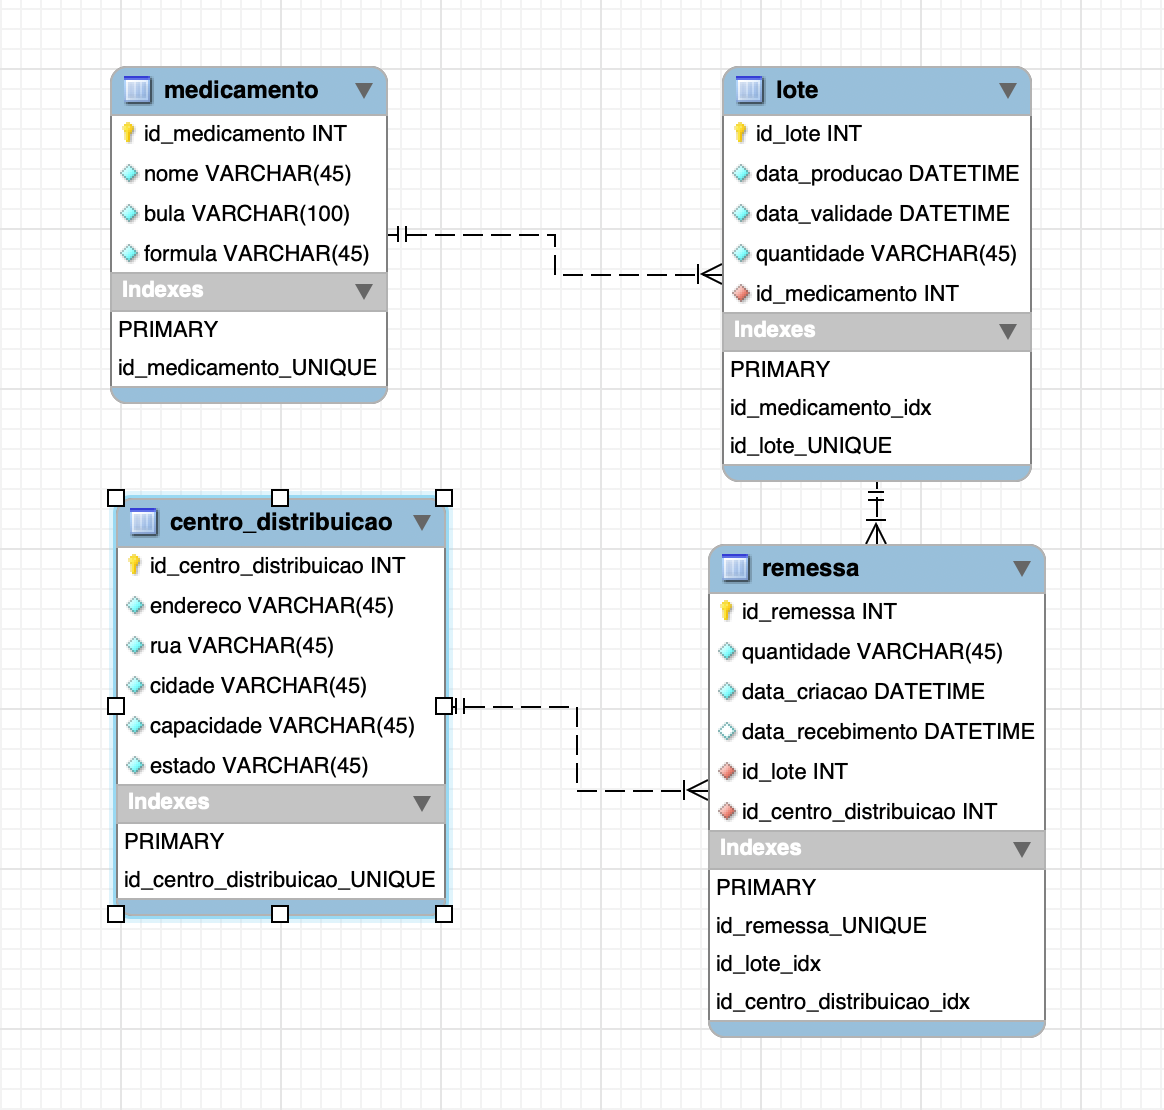 medicamento
id_medicamento INT
nome VARCHAR(45)
bula VARCHAR(100)
formula VARCHAR(45)
Indexes
PRIMARY
id_medicamento_UNIQUE
lote
id_lote INT
data_producao DATETIME
data_validade DATETIME
quantidade VARCHAR(45)
id_medicamento INT
Indexes
PRIMARY
id_medicamento_idx
id_lote_UNIQUE
centro_distribuicao
id_centro_distribuicao INT
endereco VARCHAR(45)
rua VARCHAR(45)
cidade VARCHAR(45)
capacidade VARCHAR(45)
estado VARCHAR(45)
Indexes
PRIMARY
id_centro_distribuicao_UNIQUE
remessa
id_remessa INT
quantidade VARCHAR(45)
data_criacao DATETIME
data_recebimento DATETIME
id_lote INT
id_centro_distribuicao INT
Indexes
PRIMARY
id_remessa_UNIQUE
id_lote_idx
id_centro_distribuicao_idx